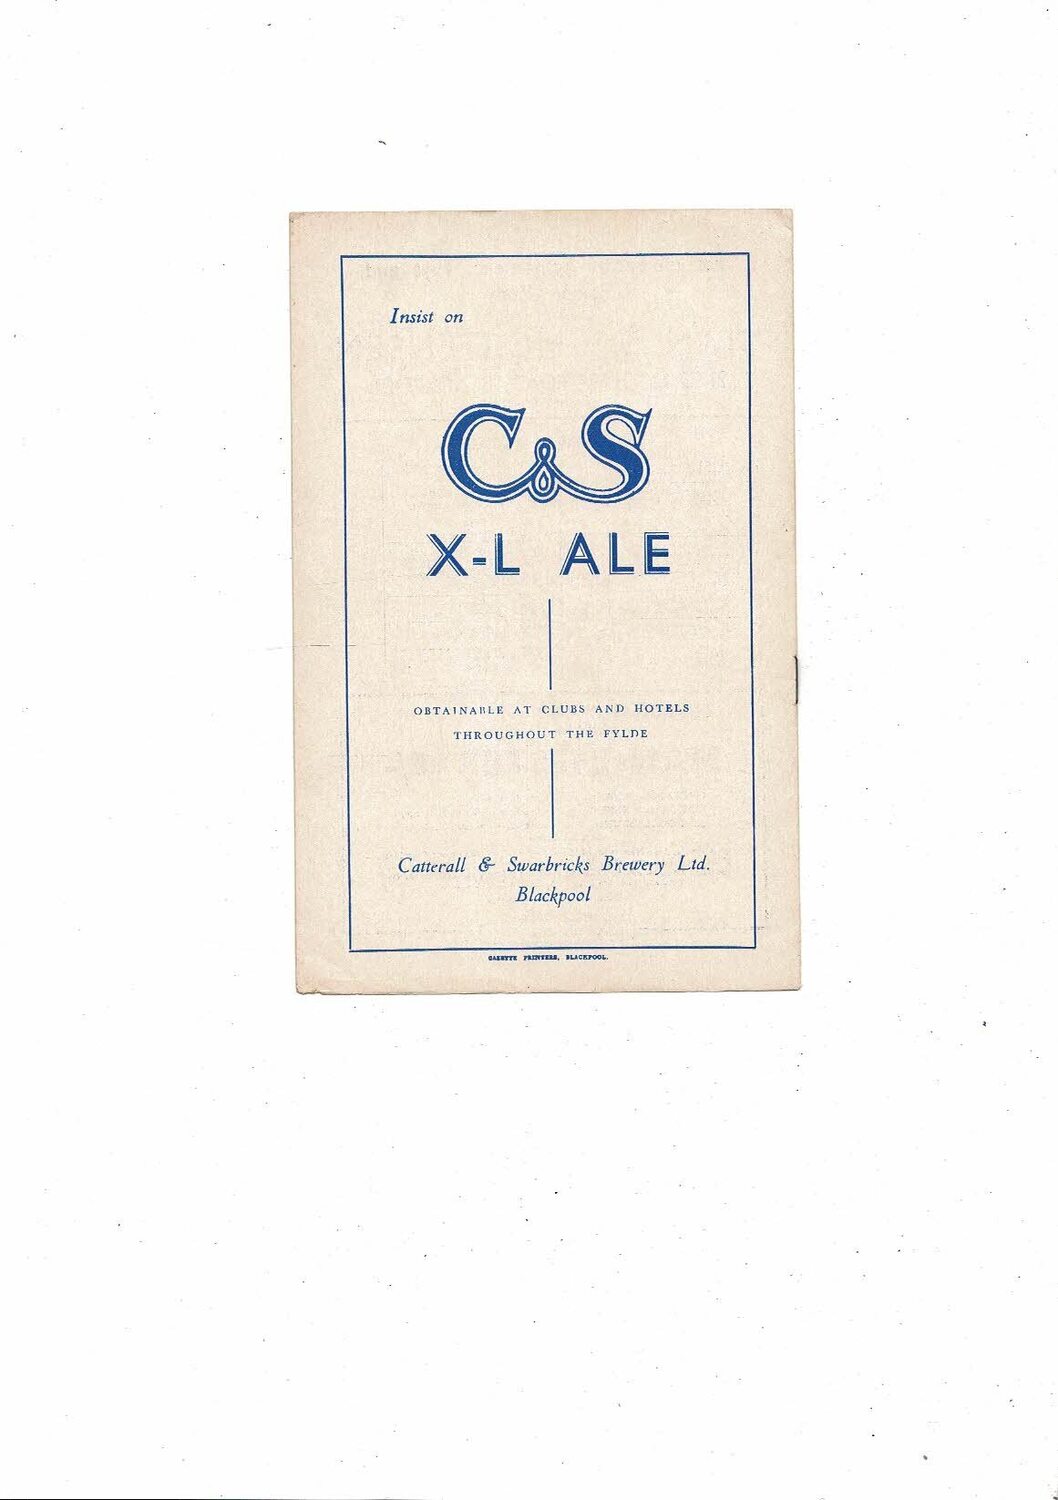 Insist on
C&S
X-L ALE
OBTAINABLE AT CLUBS AND HOTELS
THROUGHOUT THE FYLDE
Catterall & Swarbricks Brewery Ltd.
Blackpool
GAZETTE PRINTERS, BLACKPOOL.